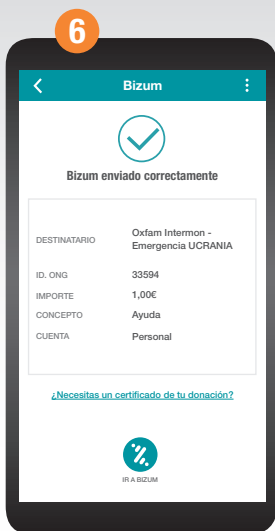 6
Bizum
Bizum enviado correctamente
DESTINATARIO Oxfam Intermon -
Emergencia UCRANIA
ID. ONG 33594
IMPORTE 1,00€
CONCEPTO Ayuda
CUENTA Personal
¿Necesitas un certificado de tu donación?
IR A BIZUM